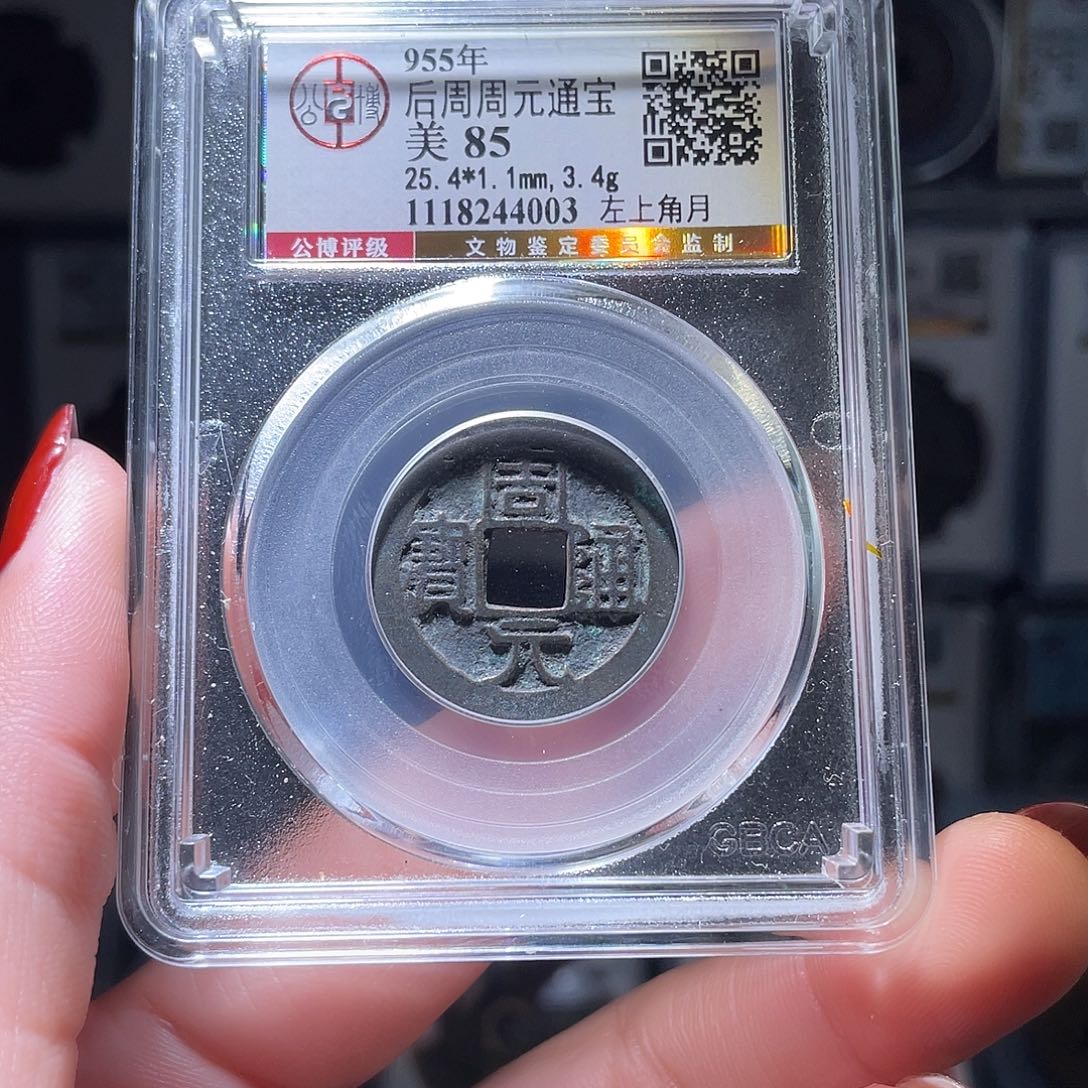 公博
955年
后周周元通宝
美 85
25.4*1.1mm,3.4g
1118244003 左上角月
公博评级 文物鉴定委员会监制
周元通寶
GBCA